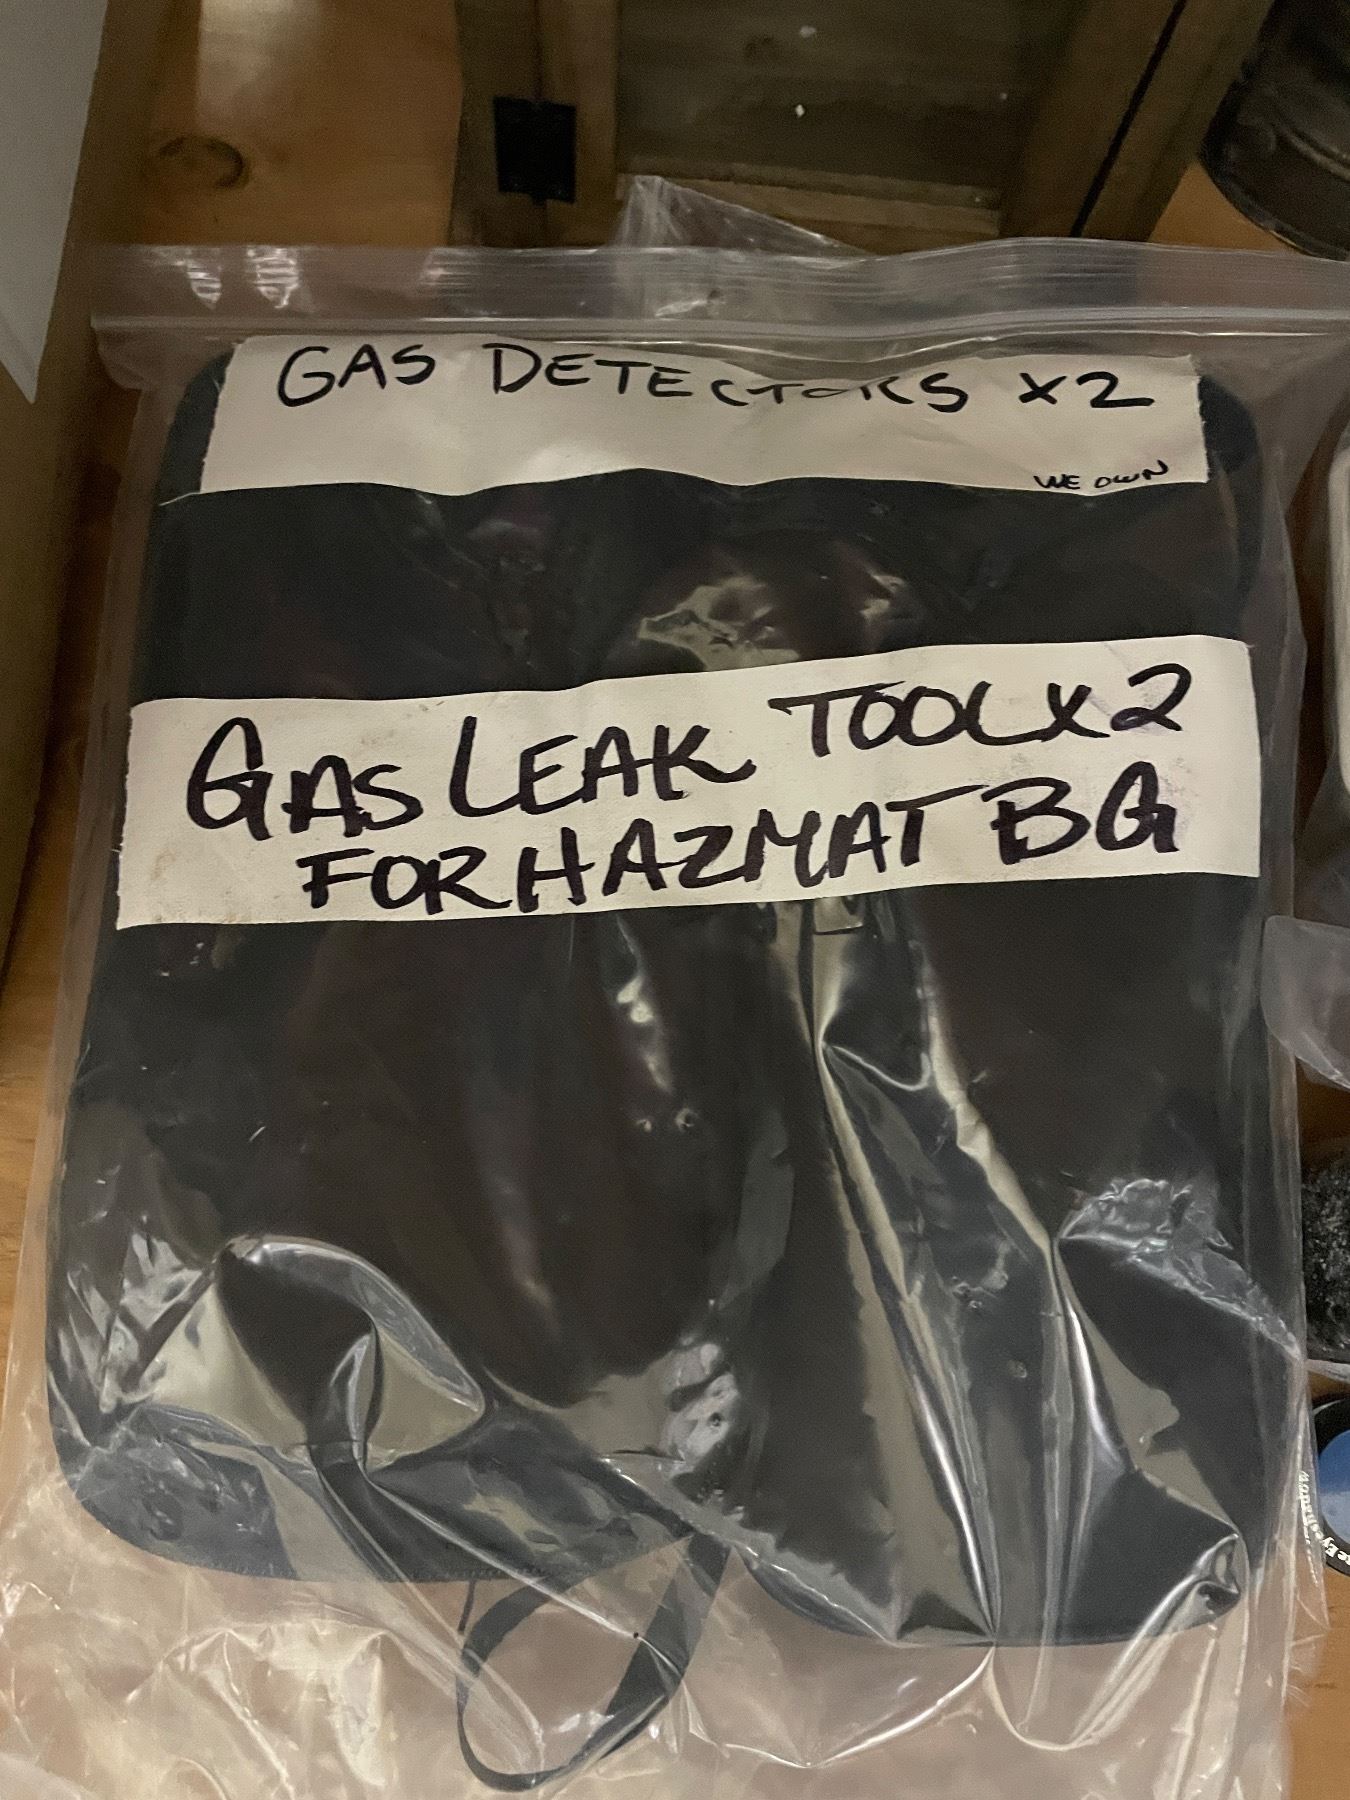 GAS DETECTORS X2
WE OWN
GAS LEAK TOOL X2
FOR HAZMAT BG